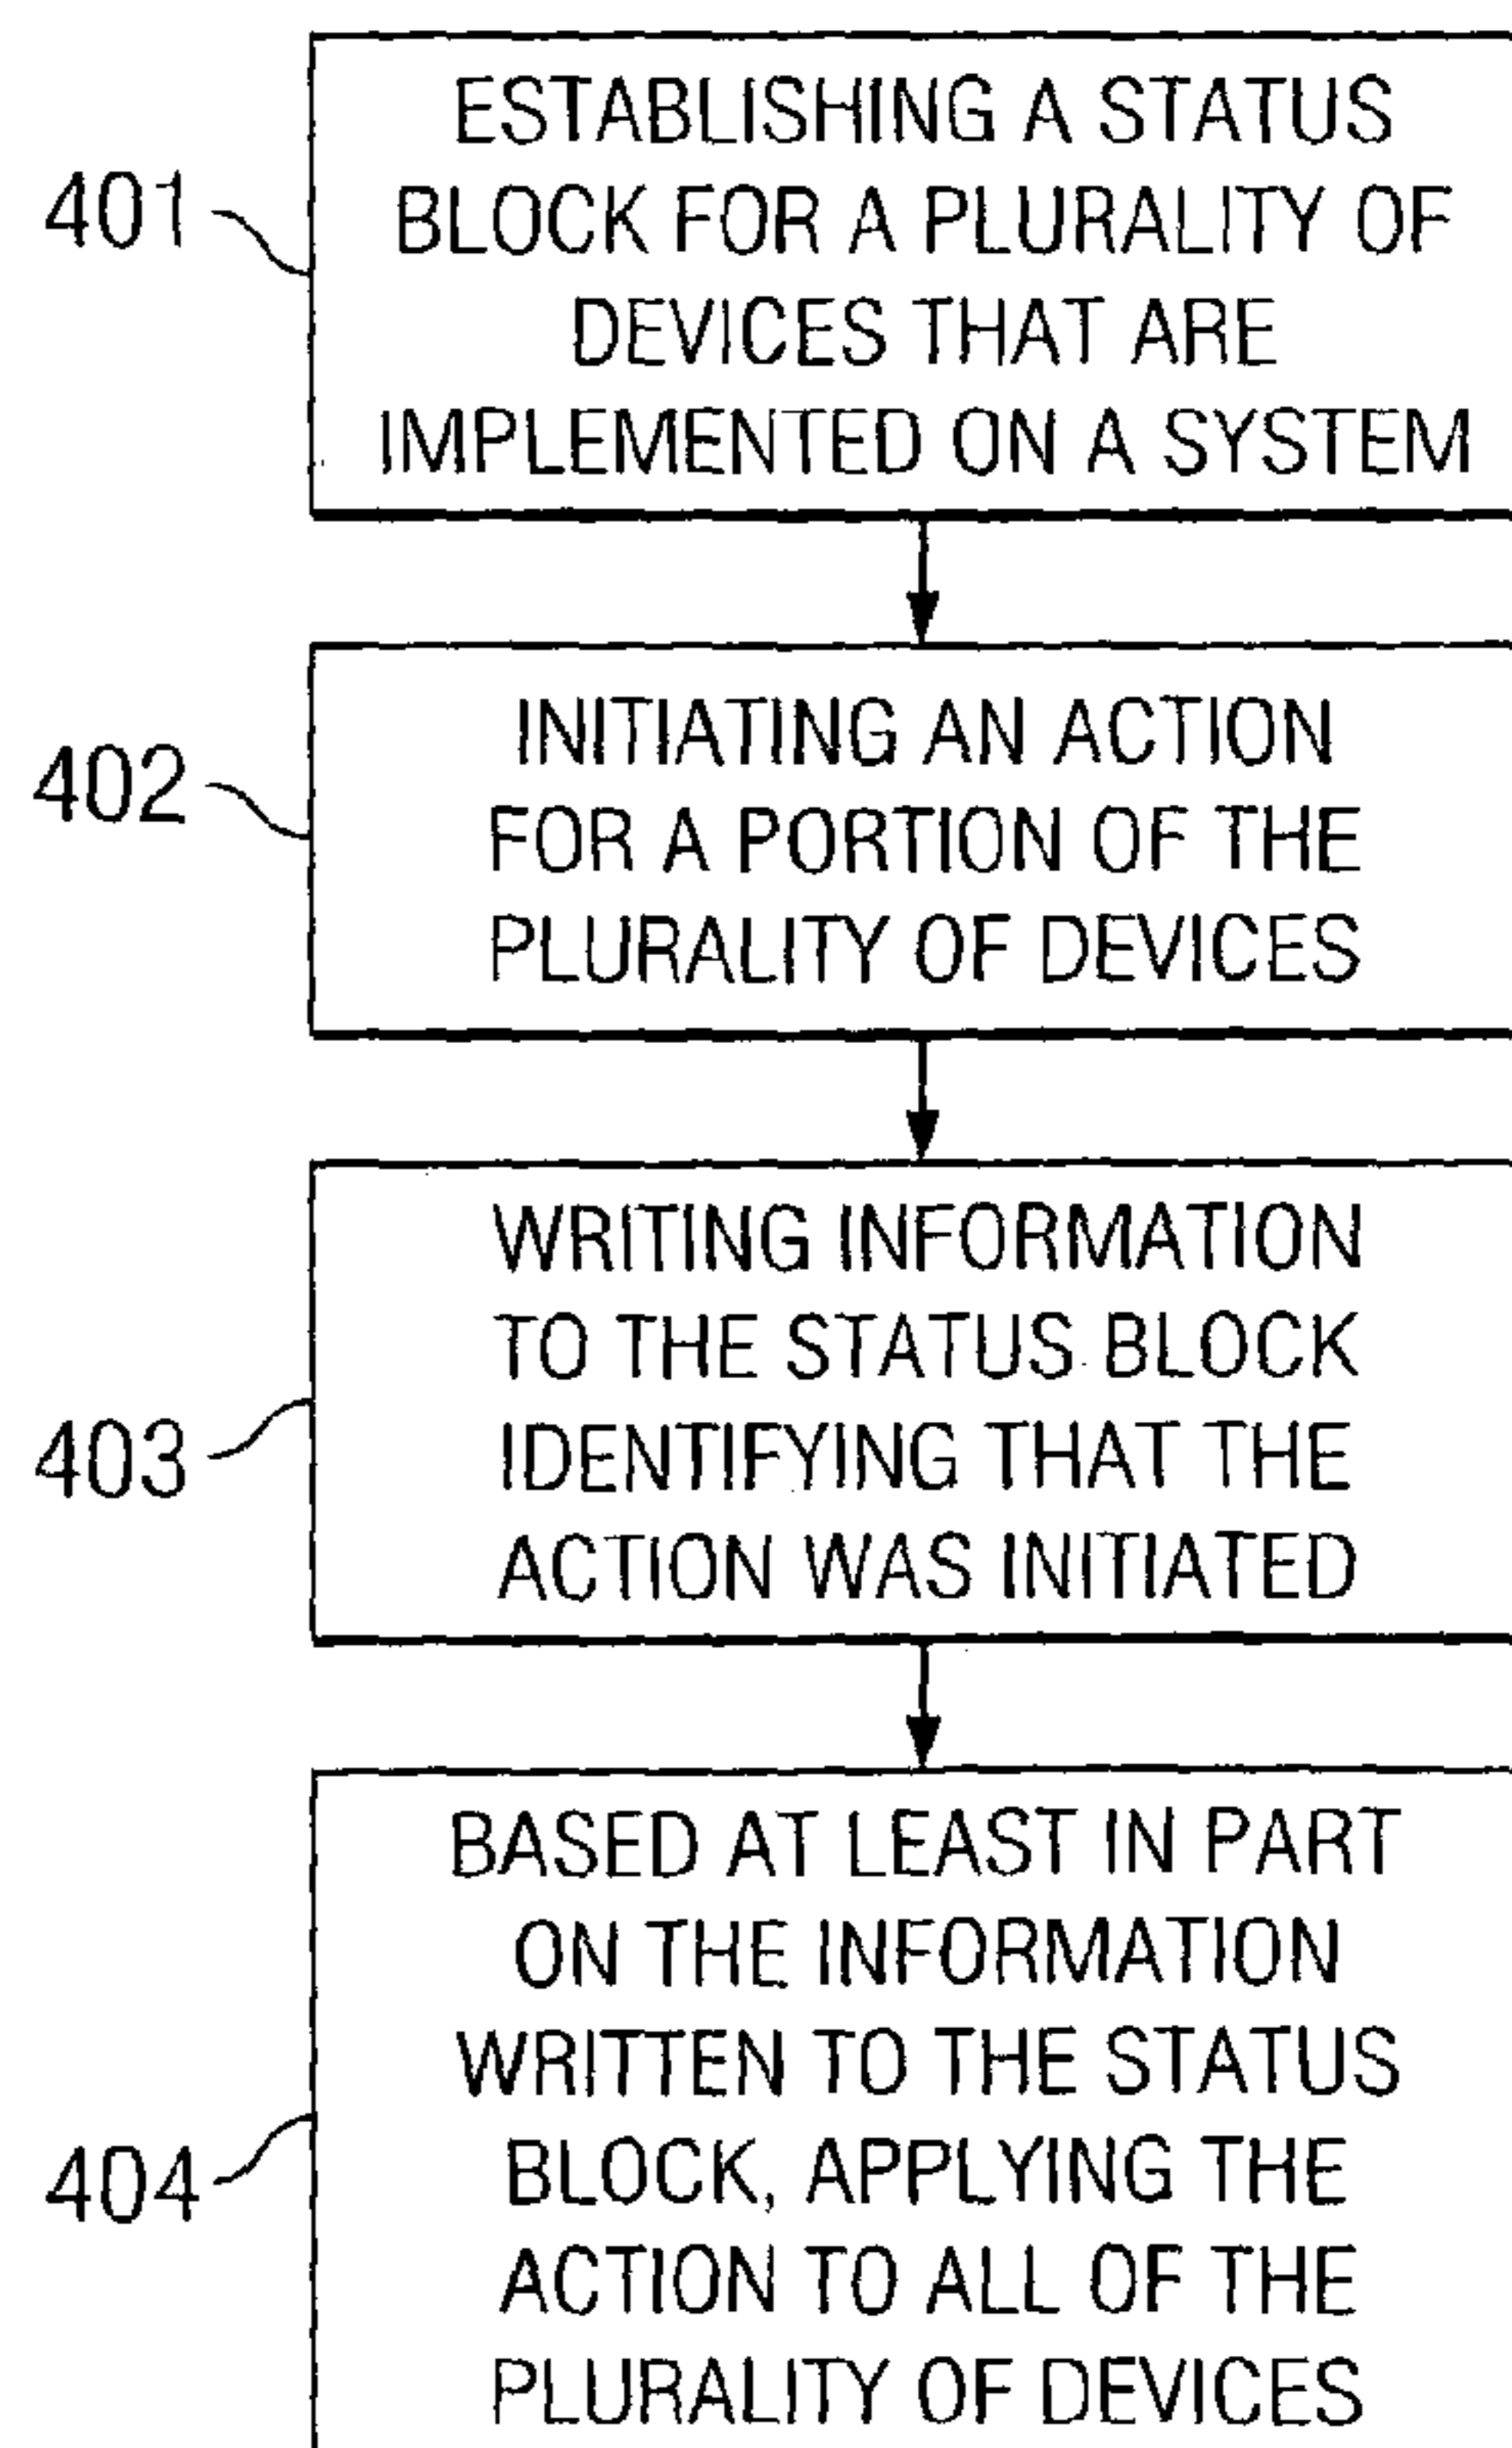 ESTABLISHING A STATUS
BLOCK FOR A PLURALITY OF
DEVICES THAT ARE
IMPLEMENTED ON A SYSTEM
401
INITIATING AN ACTION
FOR A PORTION OF THE
PLURALITY OF DEVICES
402
WRITING INFORMATION
TO THE STATUS BLOCK
IDENTIFYING THAT THE
ACTION WAS INITIATED
403
BASED AT LEAST IN PART
ON THE INFORMATION
WRITTEN TO THE STATUS
BLOCK, APPLYING THE
ACTION TO ALL OF THE
PLURALITY OF DEVICES
404